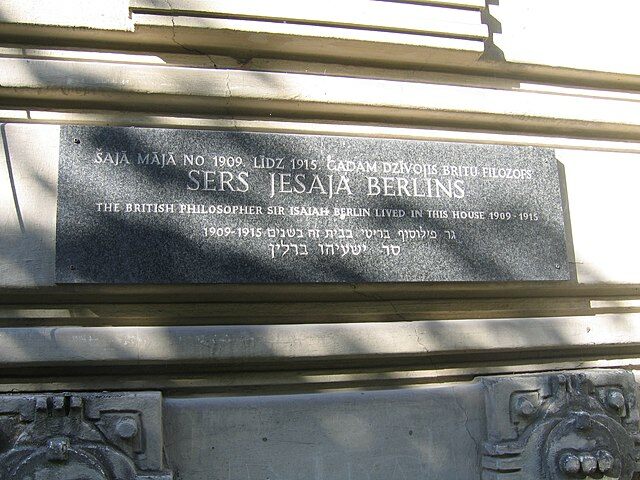 ŠAJĀ MĀJĀ NO 1909. LĪDZ 1915. GADAM DZĪVOJIS BRITU FILOZOFS
SERS JESAJA BERLINS
THE BRITISH PHILOSOPHER SIR ISAIAH BERLIN LIVED IN THIS HOUSE 1909-1915
גר פילוסוף בריטי בבית זה בשנים 1909-1915
סר ישעיהו ברלין